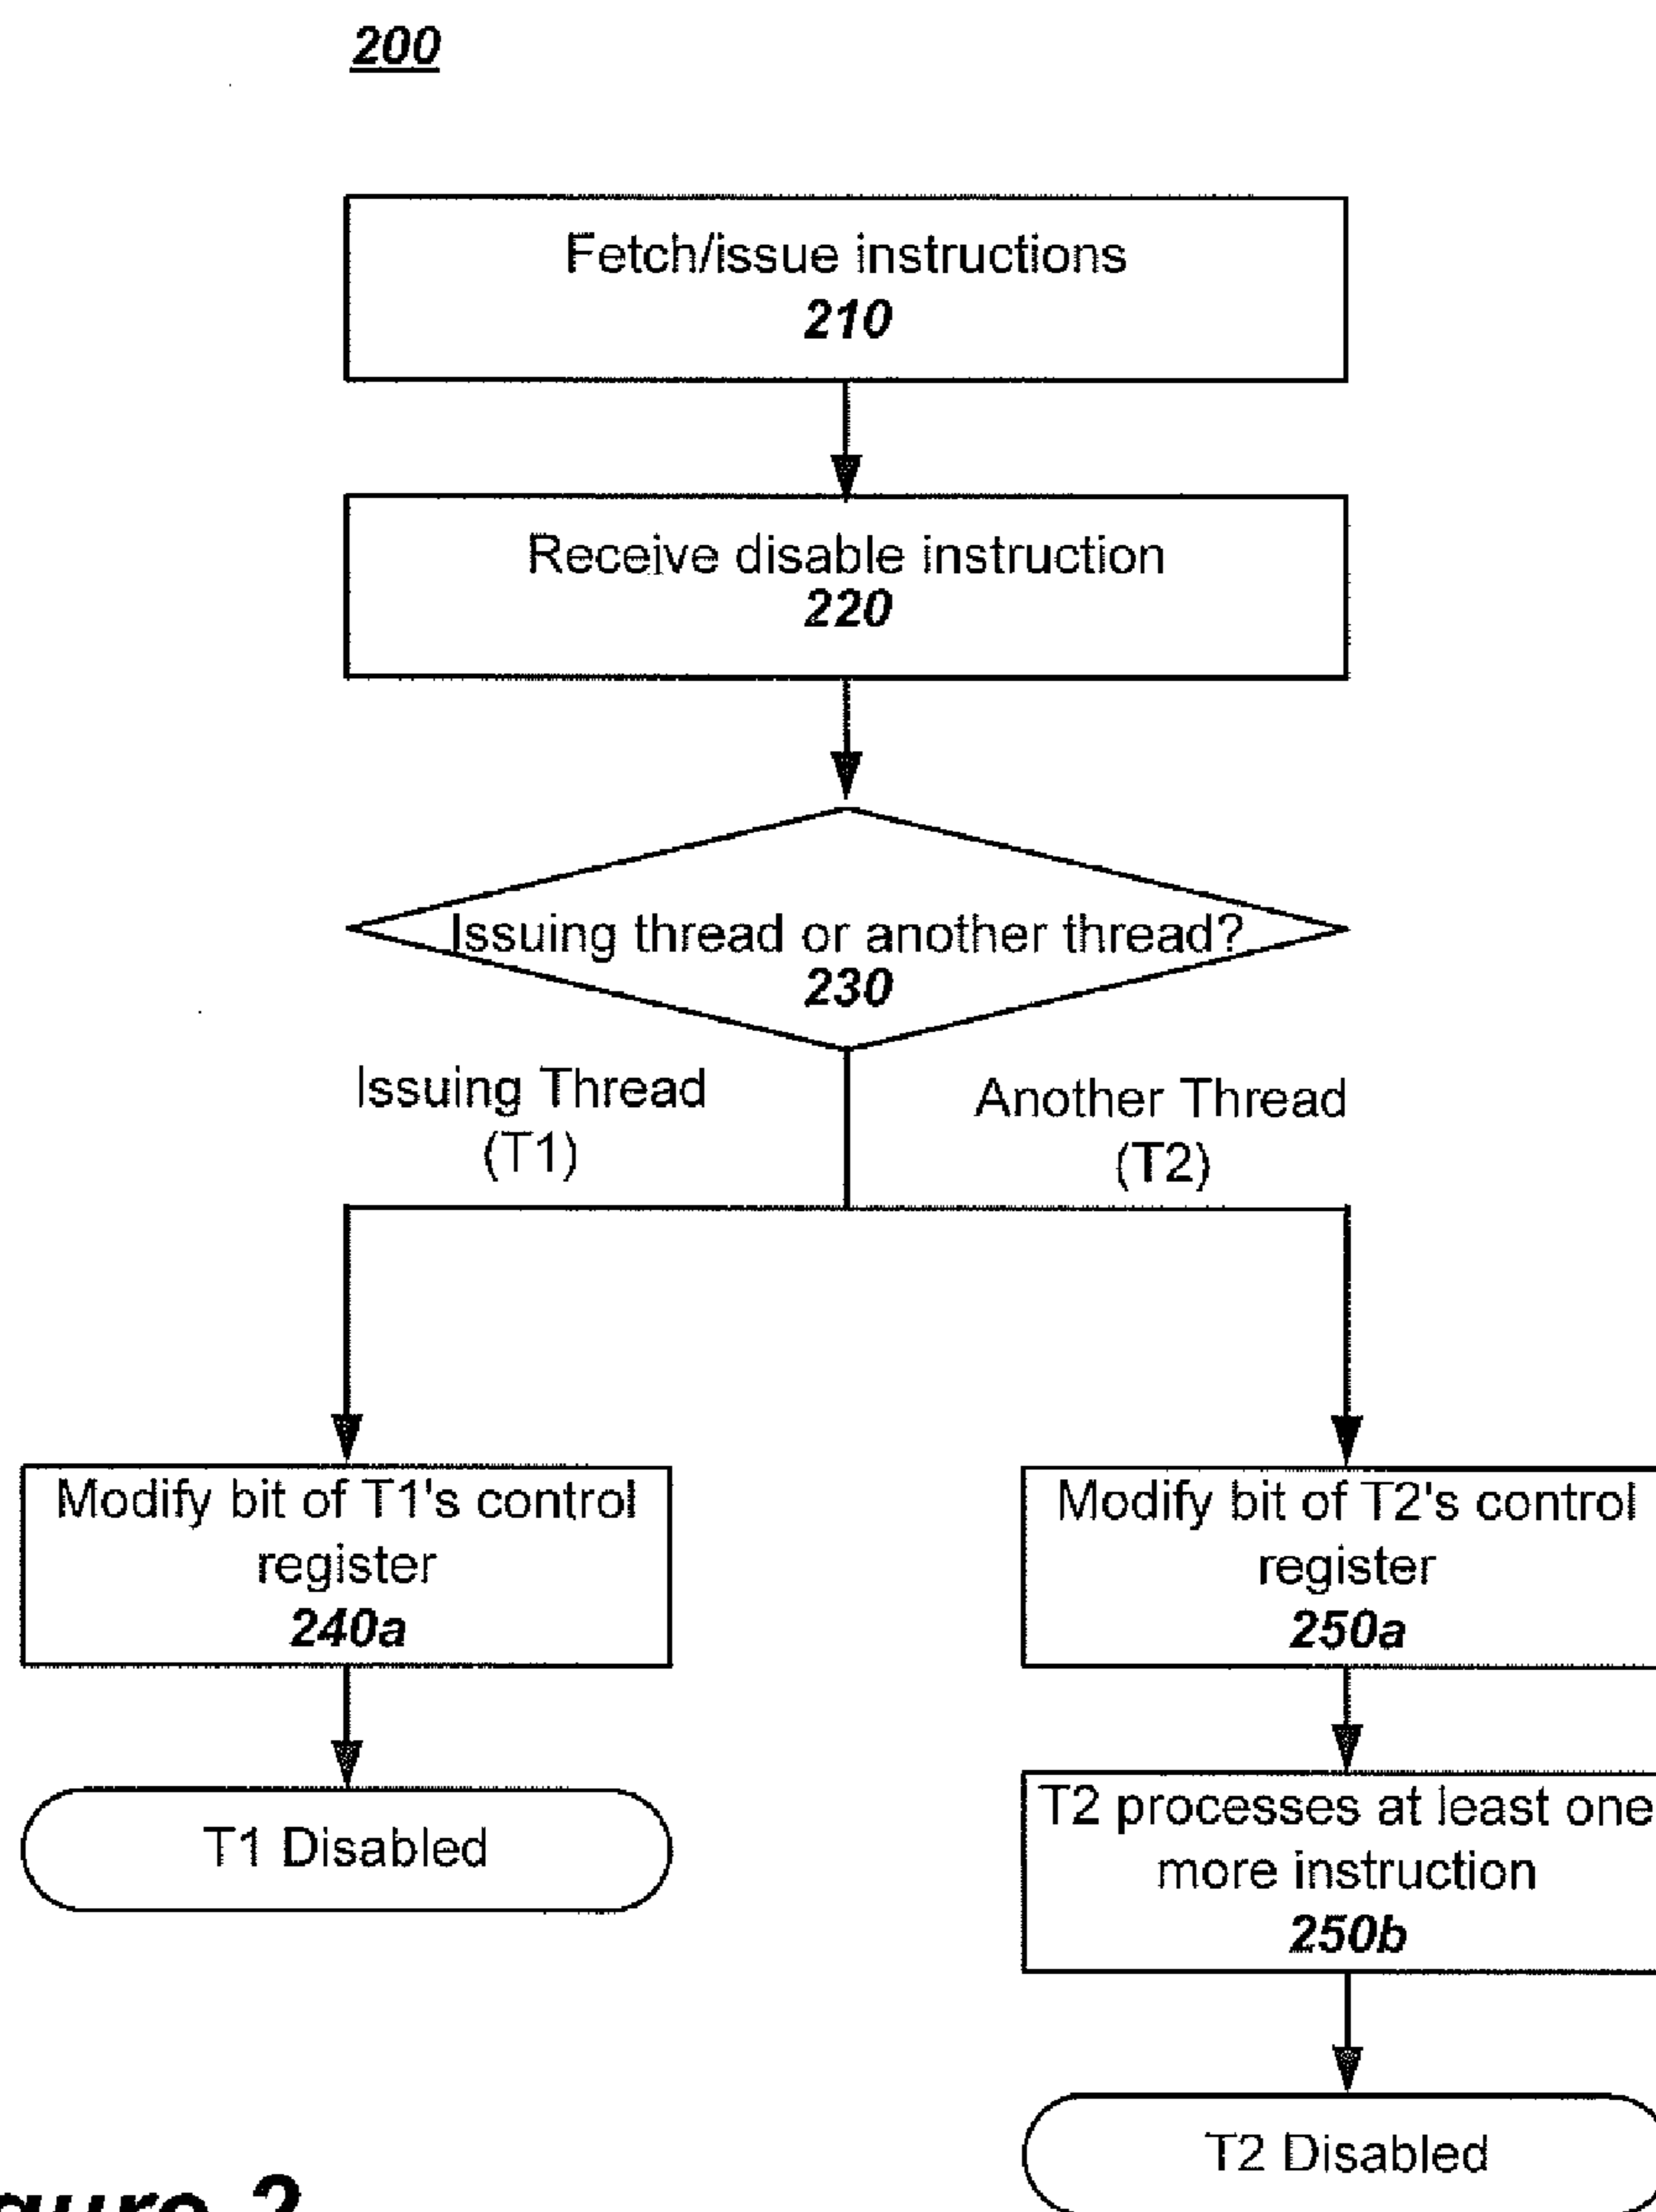 200
Fetch/issue instructions
210
Receive disable instruction
220
Issuing thread or another thread?
230
Issuing Thread
(T1)
Another Thread
(T2)
Modify bit of T1's control
register
240a
T1 Disabled
Modify bit of T2's control
register
250a
T2 processes at least one
more instruction
250b
T2 Disabled